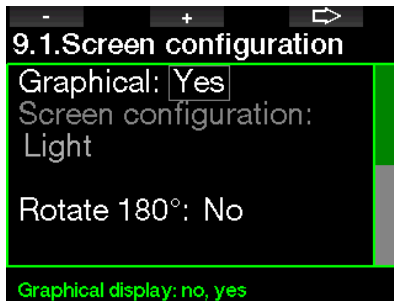 - + ⇨
9.1.Screen configuration
Graphical: Yes
Screen configuration:
Light
Rotate 180°: No
Graphical display: no, yes